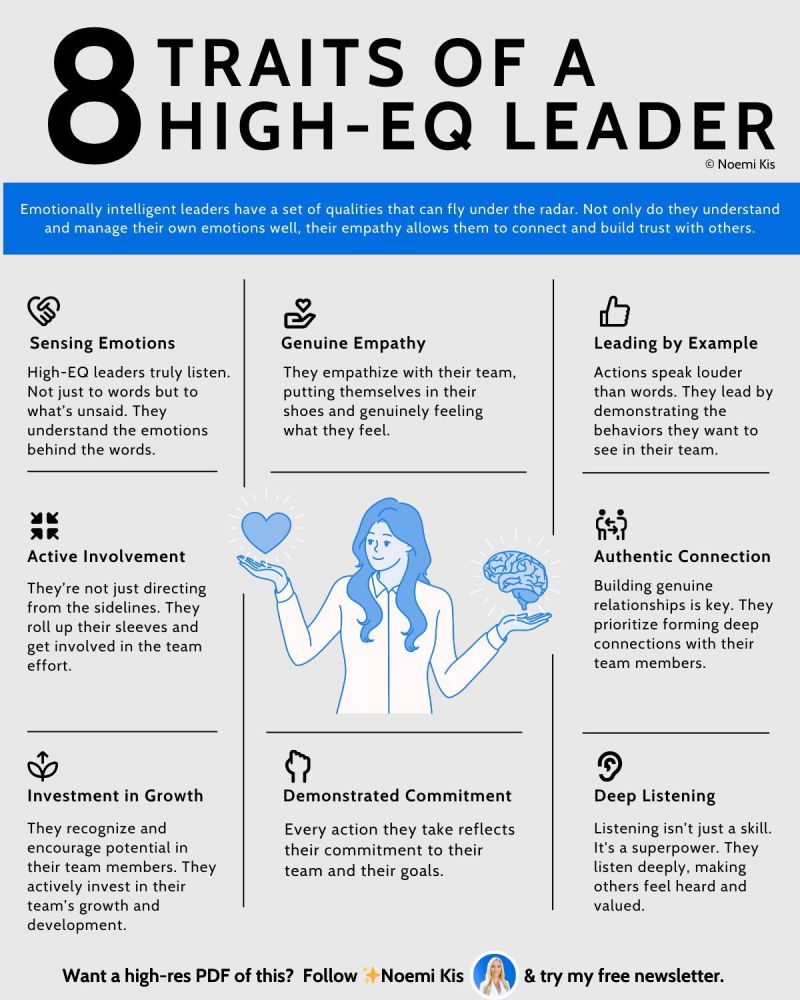 8 TRAITS OF A
HIGH-EQ LEADER
© Noemi Kis
Emotionally intelligent leaders have a set of qualities that can fly under the radar. Not only do they understand
and manage their own emotions well, their empathy allows them to connect and build trust with others.
Sensing Emotions
High-EQ leaders truly listen.
Not just to words but to
what's unsaid. They
understand the emotions
behind the words.
Genuine Empathy
They empathize with their team,
putting themselves in their
shoes and genuinely feeling
what they feel.
Leading by Example
Actions speak louder
than words. They lead by
demonstrating the
behaviors they want to
see in their team.
Active Involvement
They're not just directing
from the sidelines. They
roll up their sleeves and
get involved in the team
effort.
Authentic Connection
Building genuine
relationships is key. They
prioritize forming deep
connections with their
team members.
Investment in Growth
They recognize and
encourage potential in
their team members. They
actively invest in their
team's growth and
development.
Demonstrated Commitment
Every action they take reflects
their commitment to their
team and their goals.
Deep Listening
Listening isn't just a skill.
It's a superpower. They
listen deeply, making
others feel heard and
valued.
Want a high-res PDF of this? Follow ✨Noemi Kis & try my free newsletter.